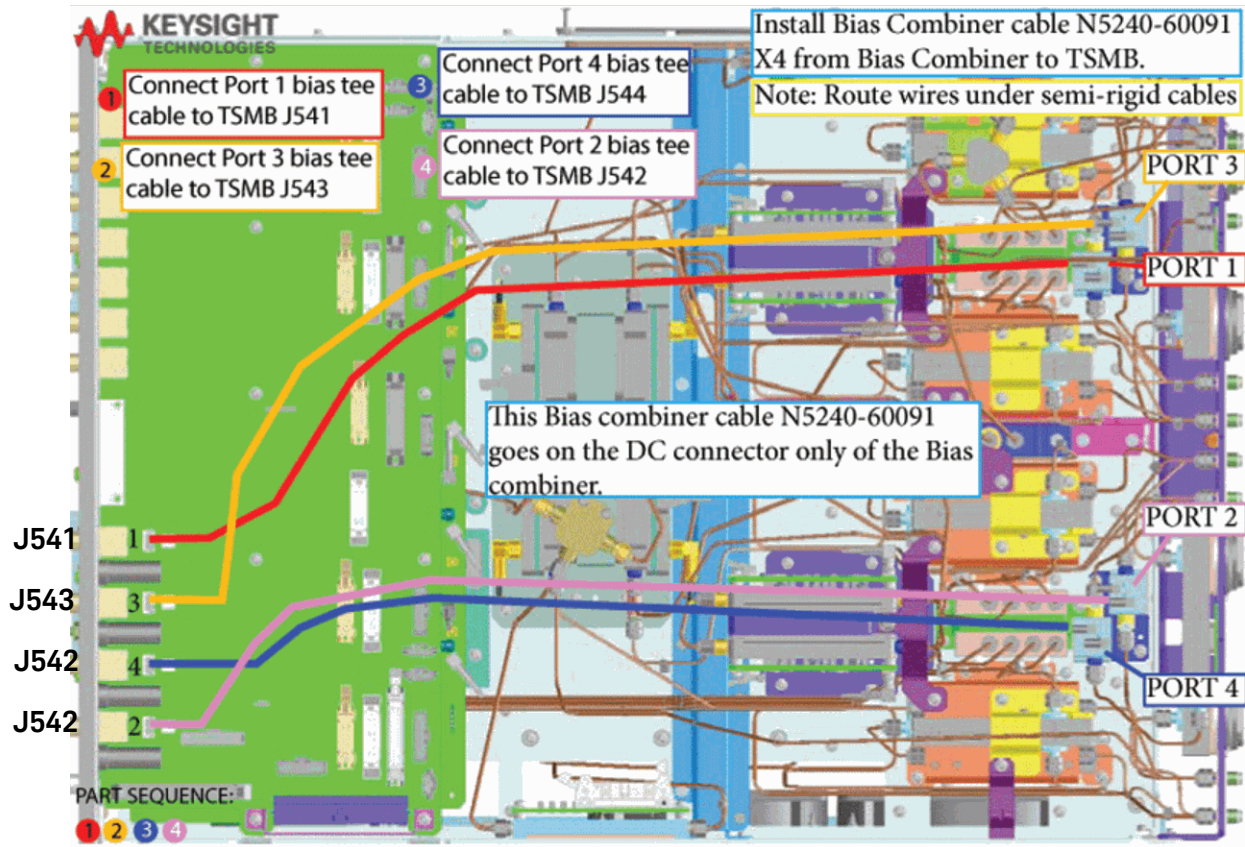 KEYSIGHT
TECHNOLOGIES
1
Connect Port 1 bias tee
cable to TSMB J541
2
Connect Port 3 bias tee
cable to TSMB J543
3
Connect Port 4 bias tee
cable to TSMB J544
4
Connect Port 2 bias tee
cable to TSMB J542
Install Bias Combiner cable N5240-60091
X4 from Bias Combiner to TSMB.
Note: Route wires under semi-rigid cables
PORT 3
PORT 1
This Bias combiner cable N5240-60091
goes on the DC connector only of the Bias
combiner.
PORT 2
PORT 4
J541 1
J543 3
J542 4
J542 2
PART SEQUENCE:
1 2 3 4